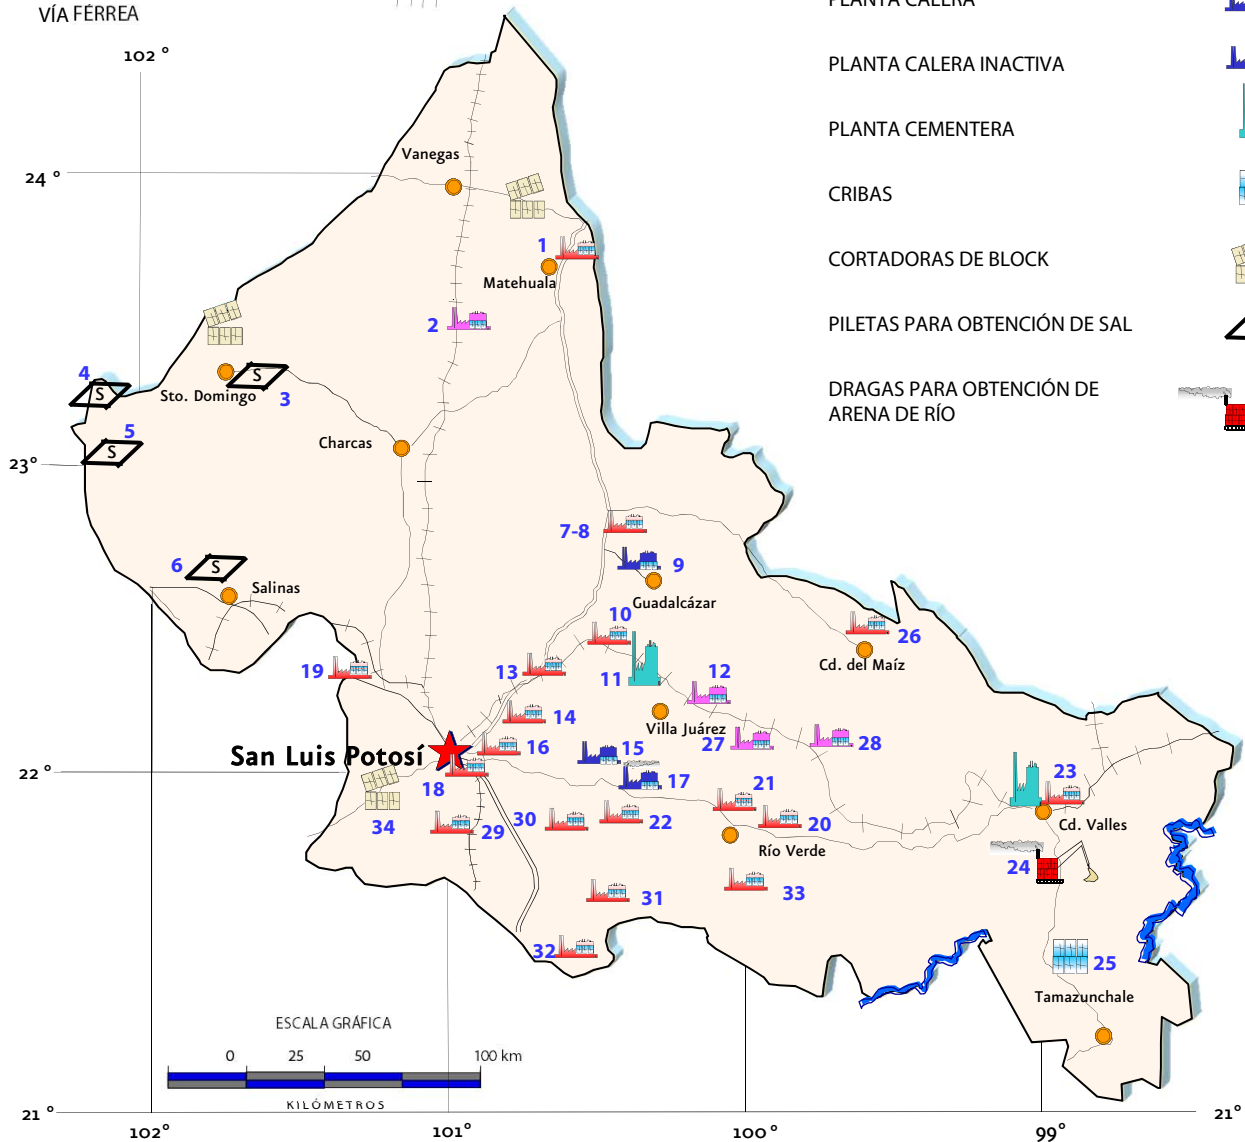 VÍA FÉRREA
PLANTA CALERA
PLANTA CALERA INACTIVA
PLANTA CEMENTERA
CRIBAS
CORTADORAS DE BLOCK
PILETAS PARA OBTENCIÓN DE SAL
DRAGAS PARA OBTENCIÓN DE
ARENA DE RÍO
102 °
24 °
Vanegas
1
Matehuala
2
4
S
S
Sto. Domingo
3
5
S
Charcas
23°
7-8
6
S
9
Salinas
Guadalcázar
10
26
Cd. del Maíz
19
13
11
12
14
Villa Juárez
27
28
San Luis Potosí
16
15
22 °
18
17
21
23
34
29
30
22
20
Cd. Valles
Río Verde
24
33
31
32
25
Tamazunchale
ESCALA GRÁFICA
0 25 50 100 km
KILÓMETROS
21 °
21°
102°
101°
100°
99°